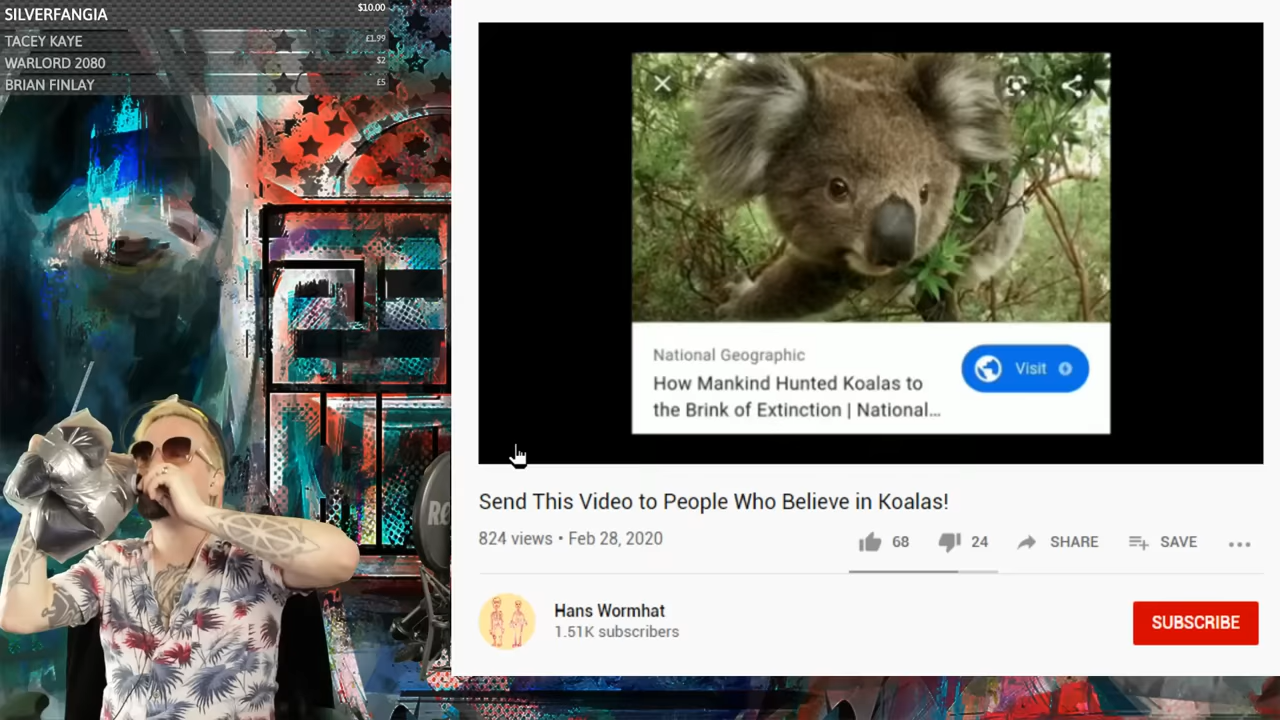 SILVERFANGIA $10.00
TACEY KAYE £1.99
WARLORD 2080 $2
BRIAN FINLAY £5
National Geographic
How Mankind Hunted Koalas to
the Brink of Extinction | National...
Visit
Send This Video to People Who Believe in Koalas!
824 views • Feb 28, 2020
68 24 SHARE SAVE
Hans Wormhat
1.51K subscribers
SUBSCRIBE